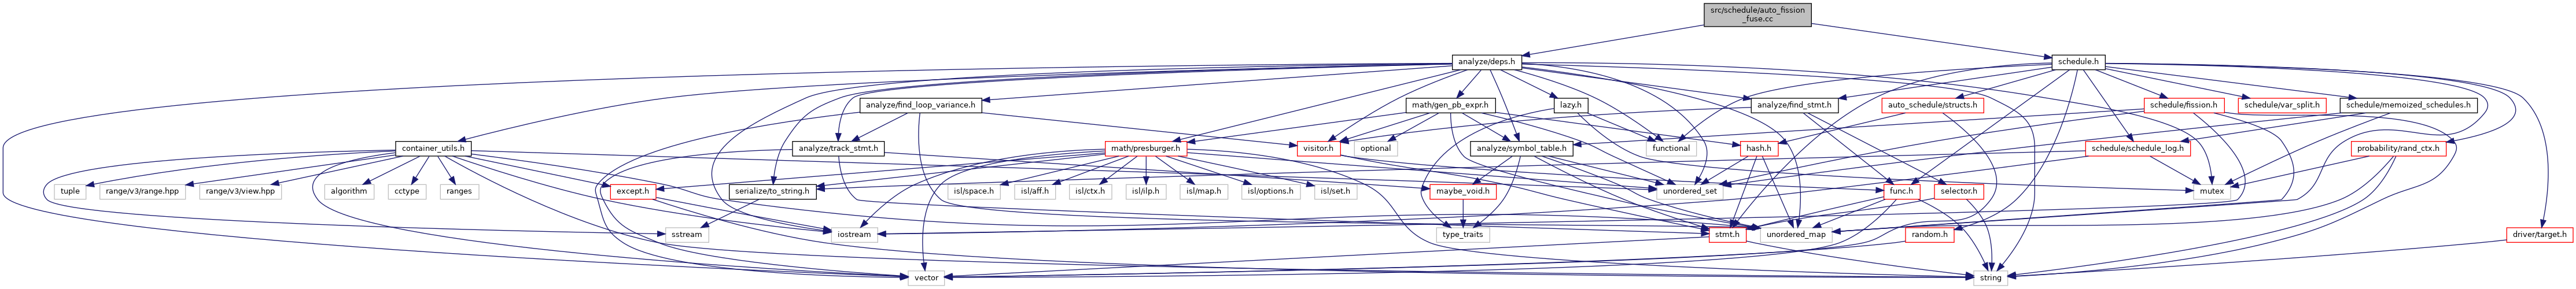 src/schedule/auto_fission
_fuse.cc
analyze/deps.h
schedule.h
analyze/find_loop_variance.h
math/gen_pb_expr.h
lazy.h
analyze/find_stmt.h
auto_schedule/structs.h
schedule/fission.h
schedule/var_split.h
schedule/memoized_schedules.h
container_utils.h
analyze/track_stmt.h
math/presburger.h
visitor.h
optional
analyze/symbol_table.h
functional
hash.h
schedule/schedule_log.h
probability/rand_ctx.h
tuple
range/v3/range.hpp
range/v3/view.hpp
algorithm
cctype
ranges
except.h
serialize/to_string.h
isl/space.h
isl/aff.h
isl/ctx.h
isl/ilp.h
isl/map.h
isl/options.h
isl/set.h
maybe_void.h
unordered_set
func.h
selector.h
mutex
sstream
iostream
type_traits
stmt.h
unordered_map
random.h
driver/target.h
vector
string